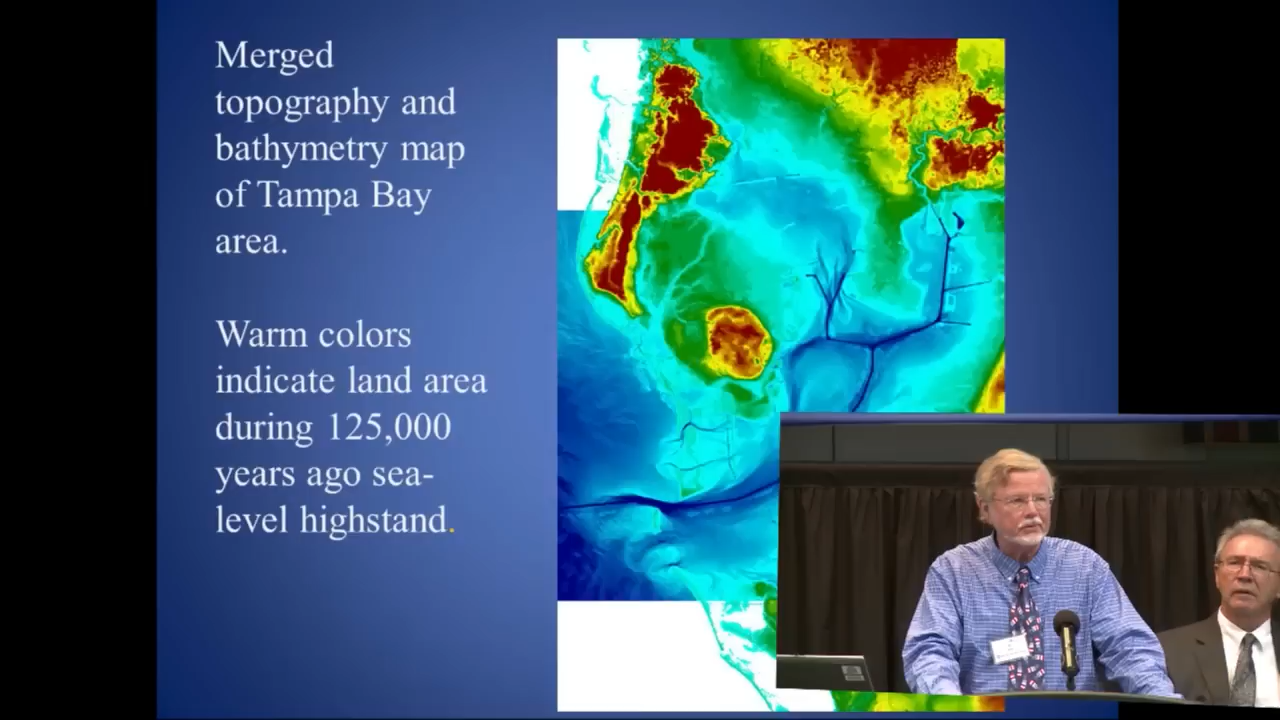 Merged
topography and
bathymetry map
of Tampa Bay
area.
Warm colors
indicate land area
during 125,000
years ago sea-
level highstand.